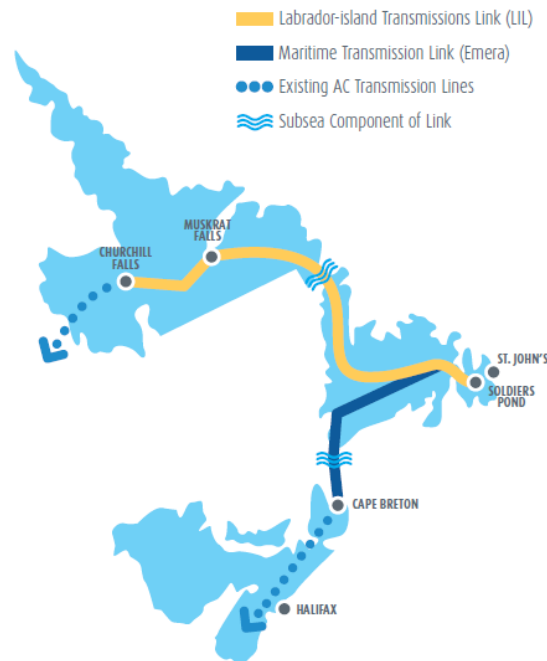 Labrador-island Transmissions Link (LIL)
Maritime Transmission Link (Emera)
Existing AC Transmission Lines
Subsea Component of Link
MUSKRAT
FALLS
CHURCHILL
FALLS
ST. JOHN'S
SOLDIERS
POND
CAPE BRETON
HALIFAX